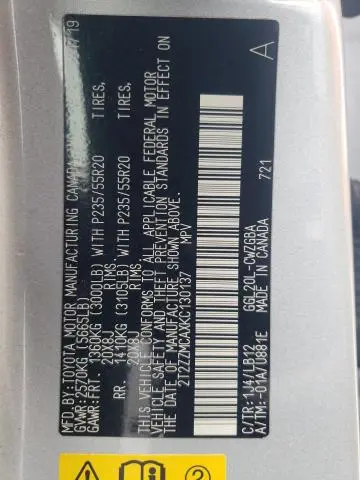 MFD.BY:TOYOTA MOTOR MANUFACTURING CANADA INC. 7/19
GVWR:2570KG (5665LB)
GAWR:FRT. 1360KG (3000LB) WITH P235/55R20 TIRES,
20X8J RIMS
RR. 1410KG (3105LB) WITH P235/55R20 TIRES,
20X8J RIMS
THIS VEHICLE CONFORMS TO ALL APPLICABLE FEDERAL MOTOR
VEHICLE SAFETY AND THEFT PREVENTION STANDARDS IN EFFECT ON
THE DATE OF MANUFACTURE SHOWN ABOVE.
2T2ZZMCAXKC130137 MPV
GGL20L-CWZGBA
C/TR:1J4/LB12 MADE IN CANADA
A/TM:-01A/U881E 721
A